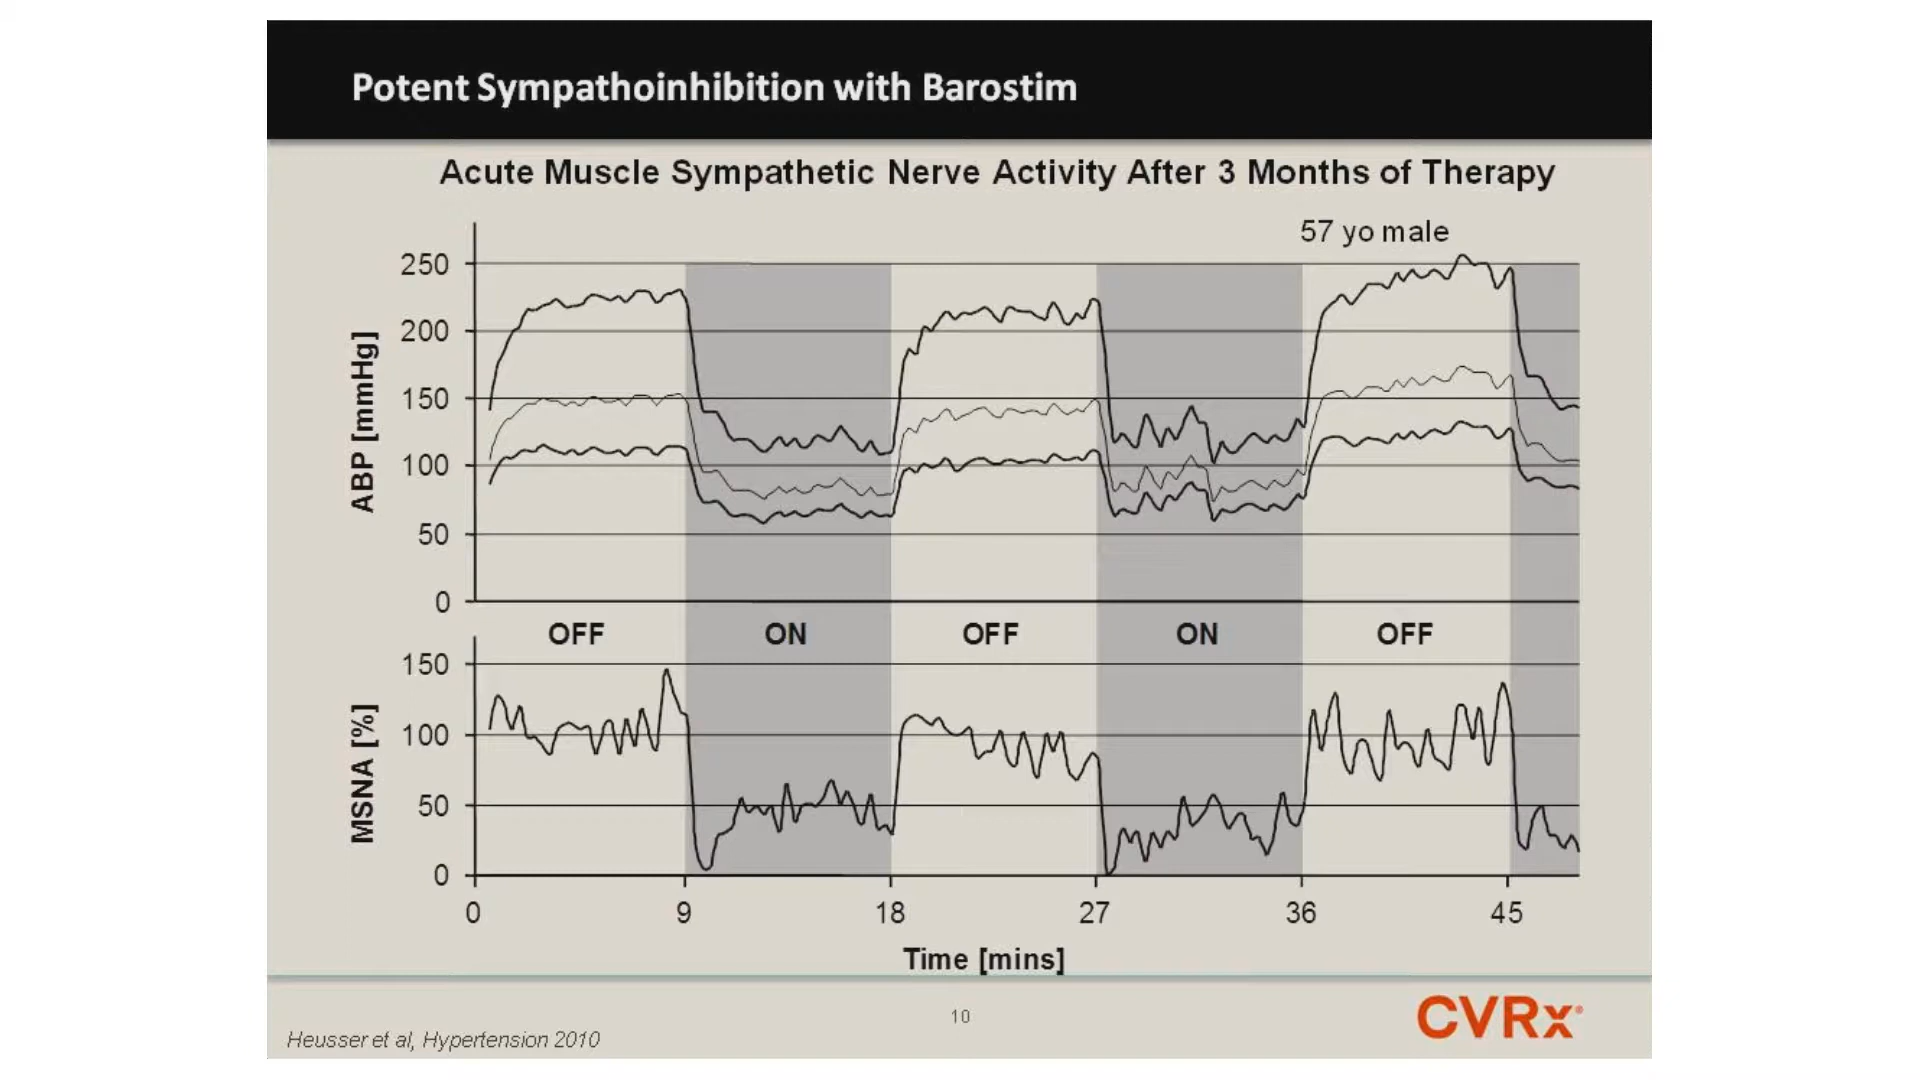 Potent Sympathoinhibition with Barostim
Acute Muscle Sympathetic Nerve Activity After 3 Months of Therapy
57 yo male
ABP [mmHg]
250
200
150
100
50
0
OFF ON OFF ON OFF
MSNA [%]
150
100
50
0
0 9 18 27 36 45
Time [mins]
10
CVRx®
Heusser et al, Hypertension 2010